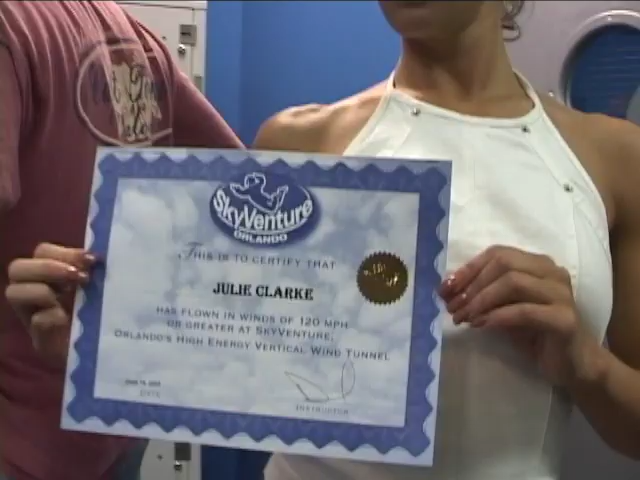 SkyVenture
ORLANDO
THIS IS TO CERTIFY THAT
JULIE CLARKE
HAS FLOWN IN WINDS OF 120 MPH
OR GREATER AT SKYVENTURE,
ORLANDO'S HIGH ENERGY VERTICAL WIND TUNNEL
DATE
INSTRUCTOR